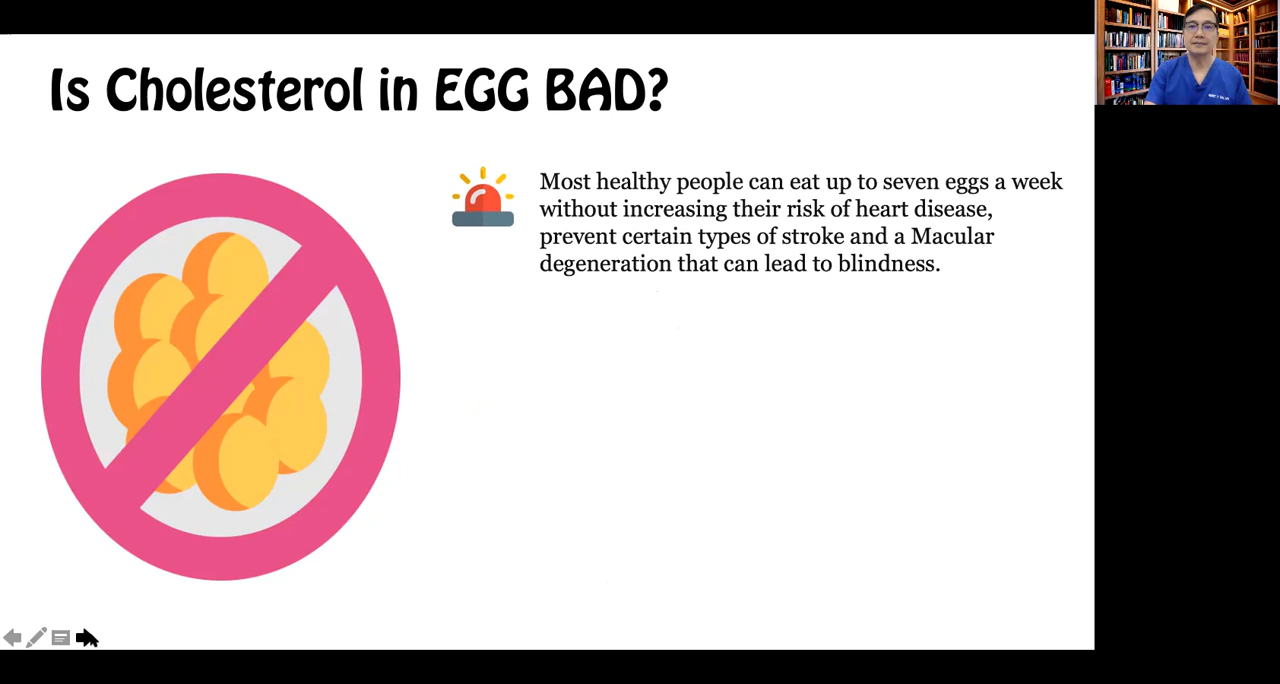 Is Cholesterol in EGG BAD?
Most healthy people can eat up to seven eggs a week
without increasing their risk of heart disease,
prevent certain types of stroke and a Macular
degeneration that can lead to blindness.